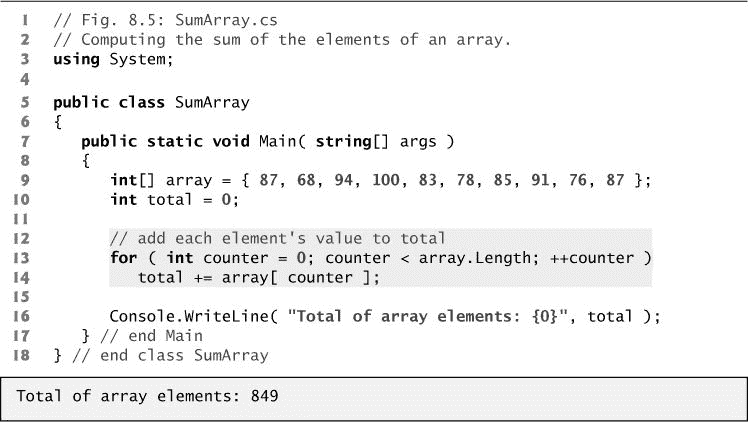 1 // Fig. 8.5: SumArray.cs
2 // Computing the sum of the elements of an array.
3 using System;
4
5 public class SumArray
6 {
7 public static void Main( string[] args )
8 {
9 int[] array = { 87, 68, 94, 100, 83, 78, 85, 91, 76, 87 };
10 int total = 0;
11
12 // add each element's value to total
13 for ( int counter = 0; counter < array.Length; ++counter )
14 total += array[ counter ];
15
16 Console.WriteLine( "Total of array elements: {0}", total );
17 } // end Main
18 } // end class SumArray
Total of array elements: 849